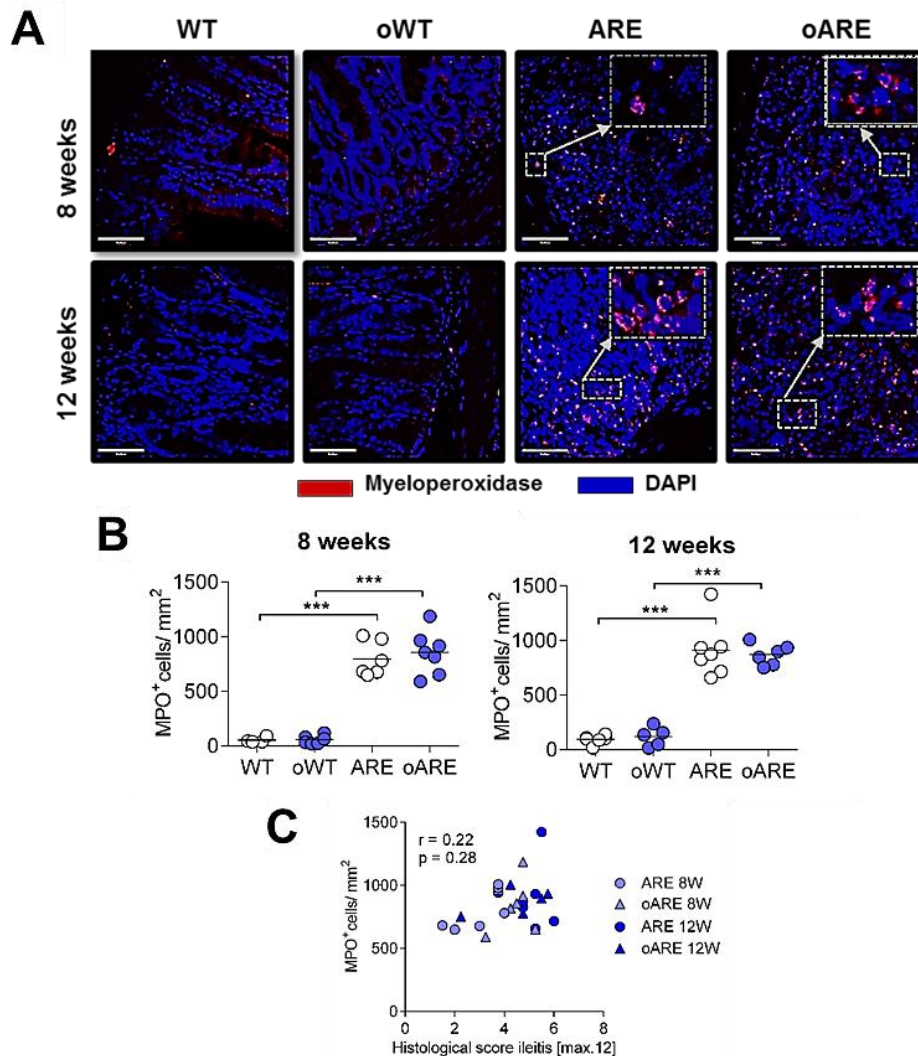 A
WT oWT ARE oARE
8 weeks
12 weeks
Myeloperoxidase DAPI
B
8 weeks
12 weeks
MPO+cells/ mm2
1500
1000
500
0
***
***
WT oWT ARE oARE
MPO+cells/ mm2
1500
1000
500
0
***
***
WT oWT ARE oARE
C
MPO+cells/ mm2
1500
1000
500
0
r = 0.22
p = 0.28
ARE 8W
oARE 8W
ARE 12W
oARE 12W
0 2 4 6 8
Histological score ileitis [max.12]